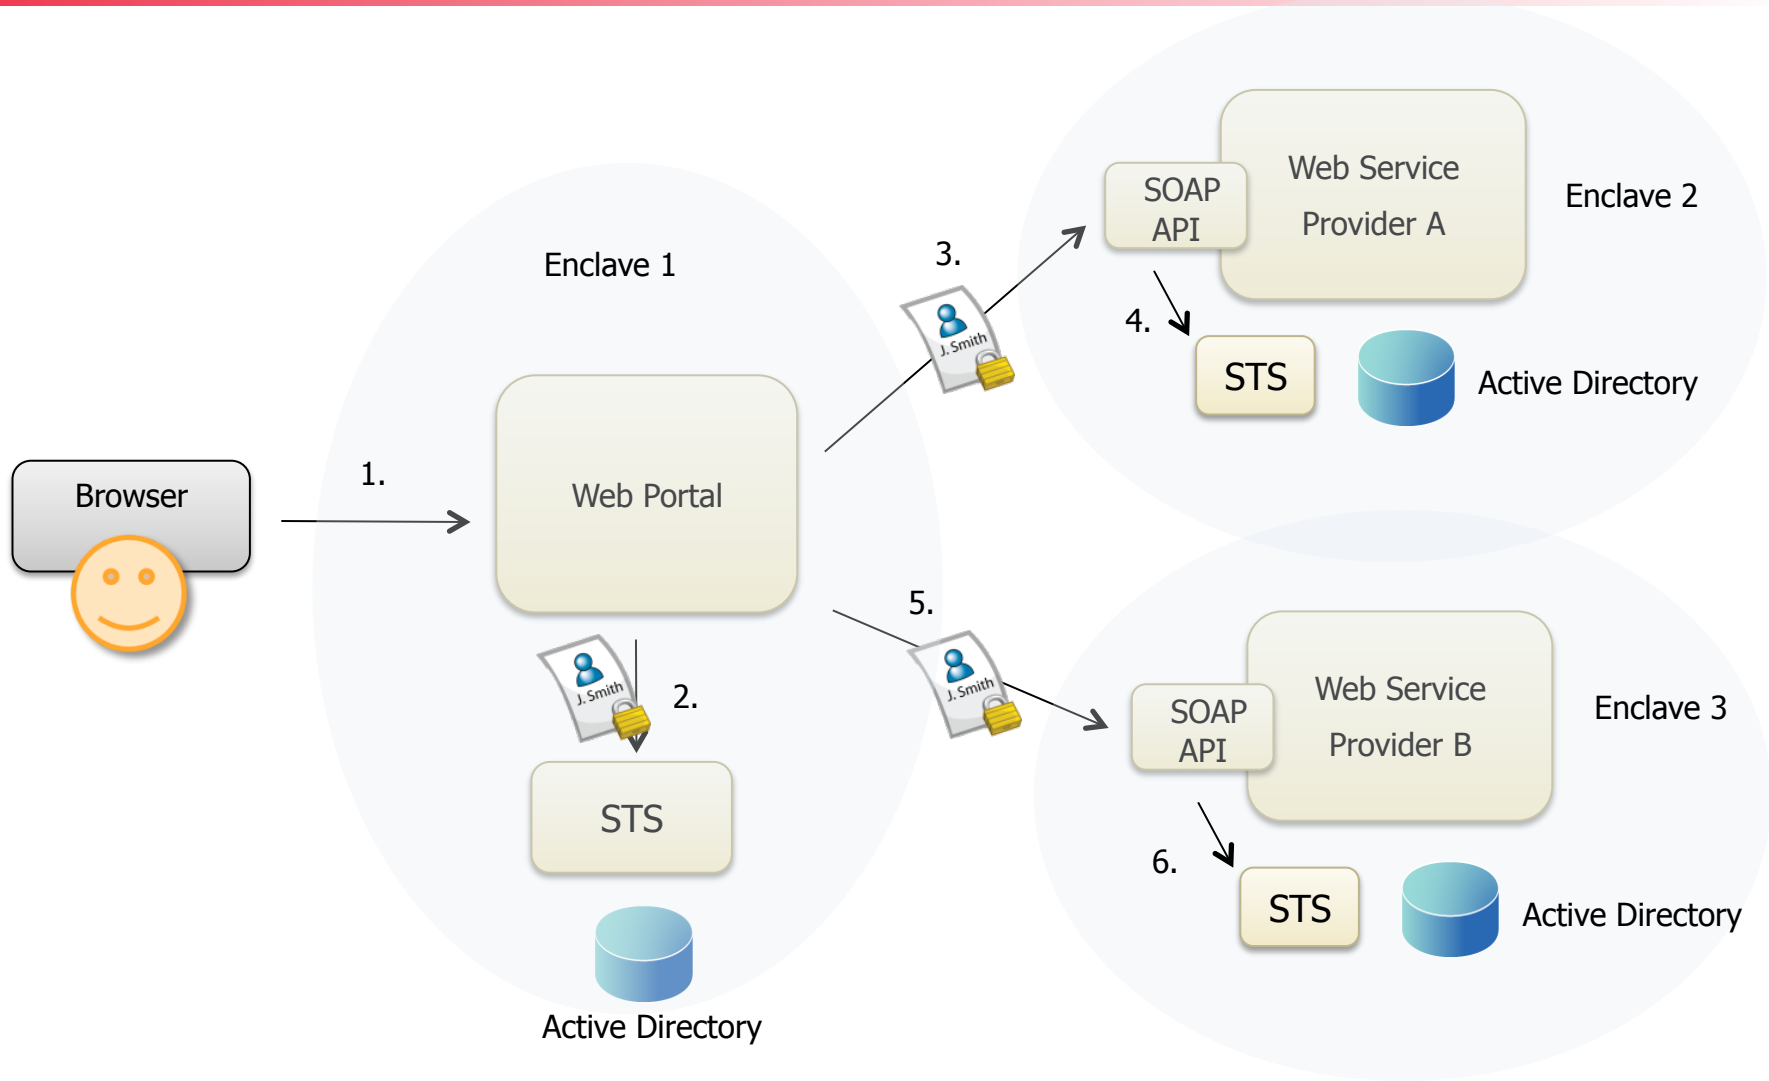 Enclave 1
Browser
1.
Web Portal
J. Smith
2.
STS
Active Directory
3.
J. Smith
SOAP
API
Web Service
Provider A
Enclave 2
4.
STS
Active Directory
5.
J. Smith
SOAP
API
Web Service
Provider B
Enclave 3
6.
STS
Active Directory